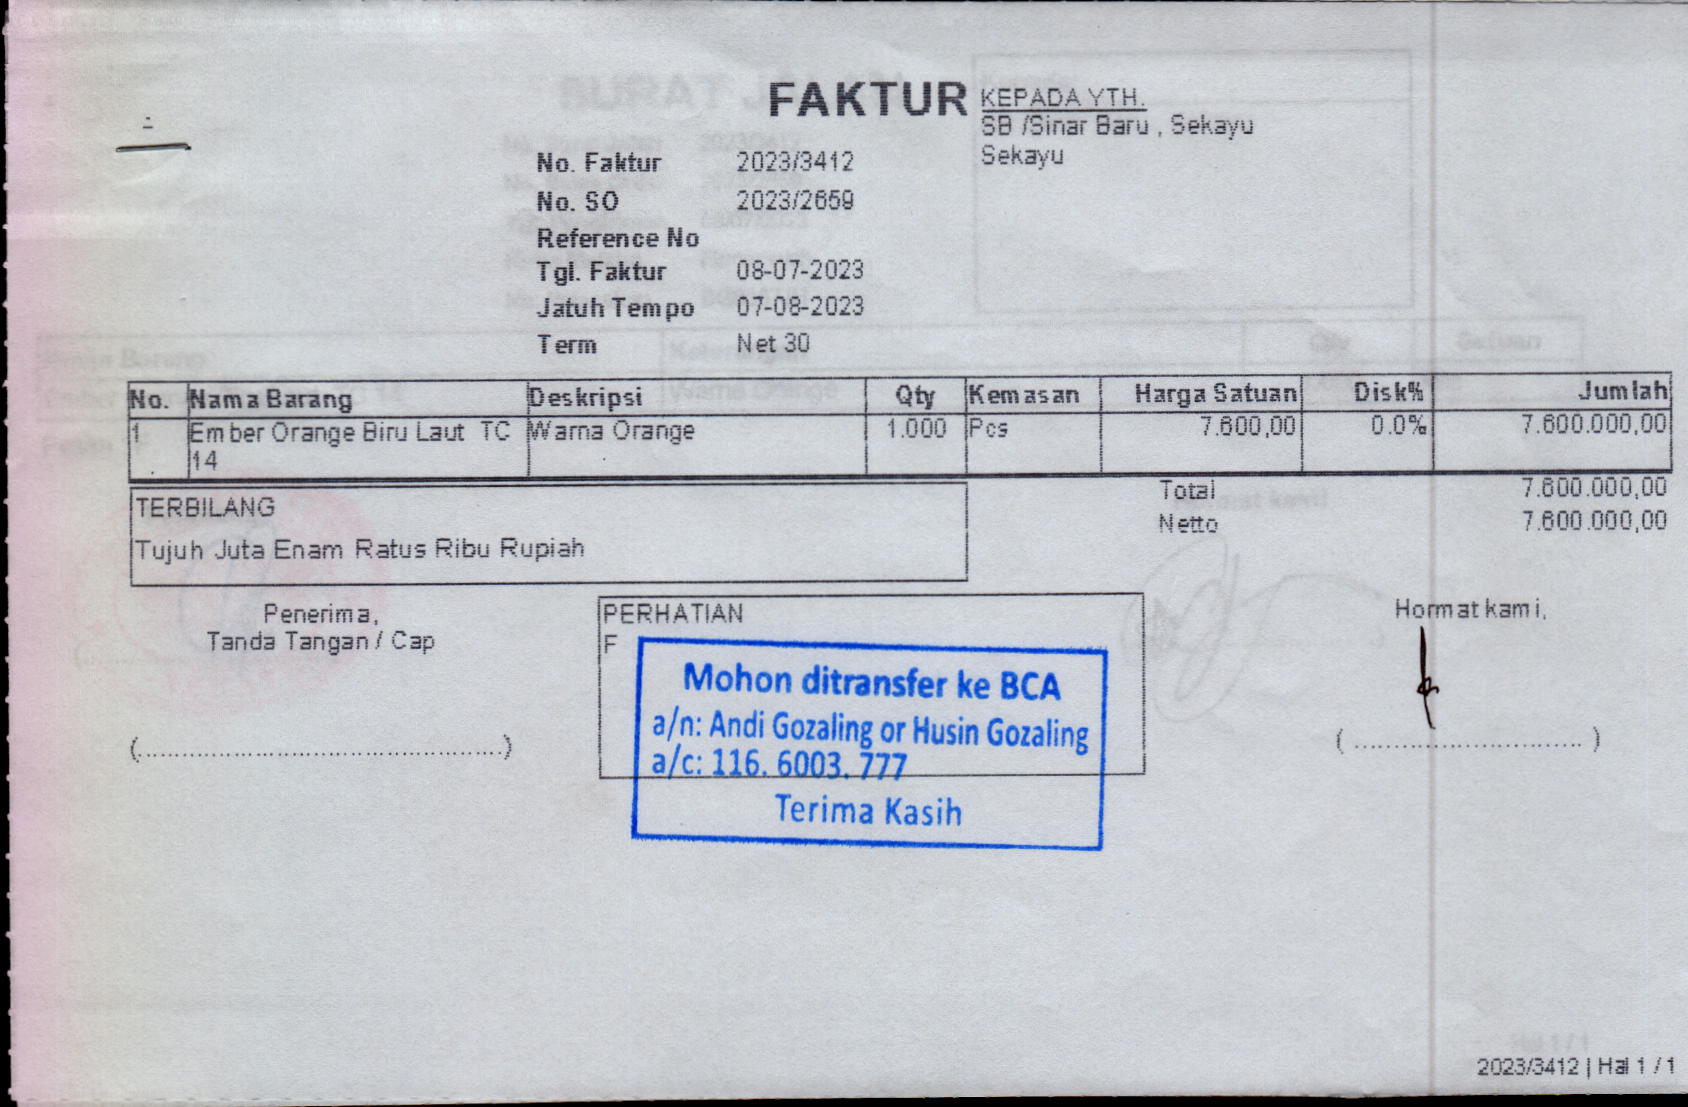 FAKTUR
KEPADA YTH.
SB /Sinar Baru , Sekayu
Sekayu
No. Faktur 2023/3412
No. SO 2023/2659
Reference No
Tgl. Faktur 08-07-2023
Jatuh Tempo 07-08-2023
Term Net 30
No. Nama Barang Deskripsi Qty Kemasan Harga Satuan Disk% Jumlah
1 Ember Orange Biru Laut TC Warna Orange 1.000 Pcs 7.600,00 0.0% 7.600.000,00
14
TERBILANG
Tujuh Juta Enam Ratus Ribu Rupiah
Total 7.600.000,00
Netto 7.600.000,00
Penerima,
Tanda Tangan / Cap
(....................................................)
PERHATIAN
F
Mohon ditransfer ke BCA
a/n: Andi Gozaling or Husin Gozaling
a/c: 116. 6003. 777
Terima Kasih
Hormat kami,
( ................................ )
2023/3412 | Hal 1 / 1